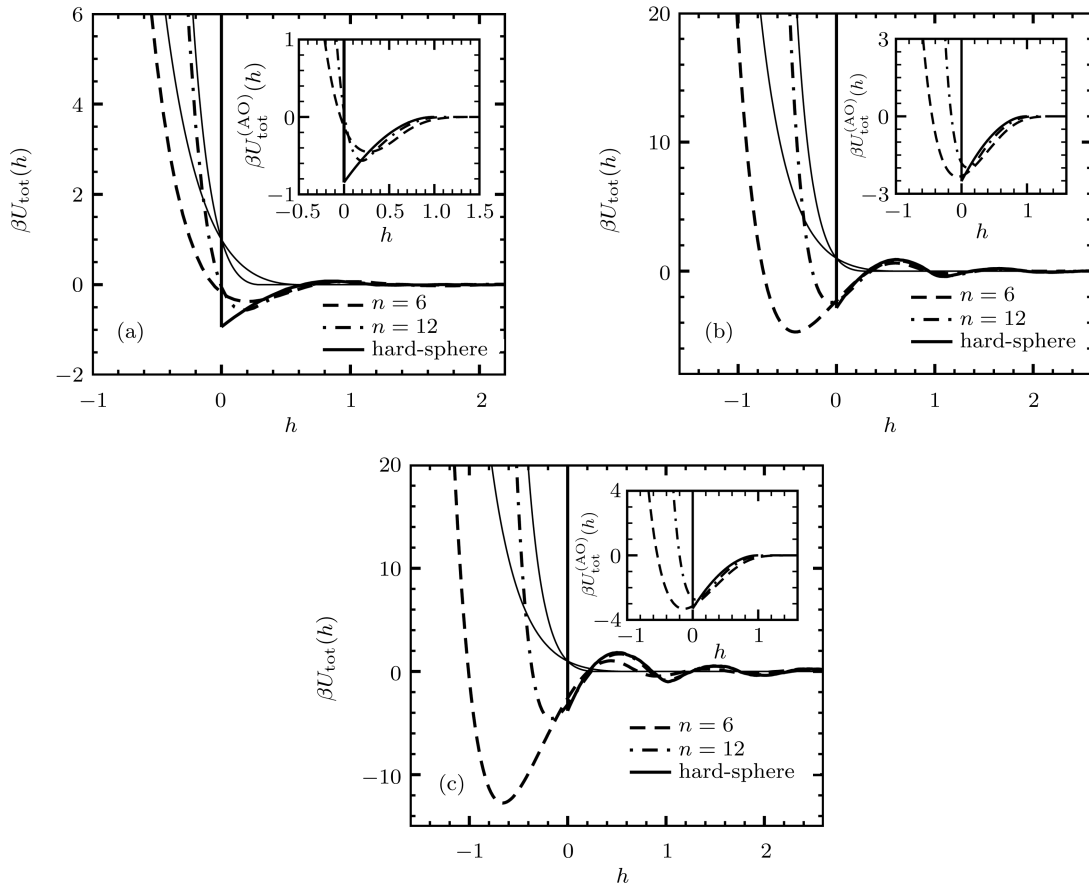 6
4
2
0
−2
βU_tot(h)
−1
0
1
2
h
(a)
n = 6
n = 12
hard-sphere
1
0
−1
βU_tot^(AO)(h)
−0.5
0
0.5
1.0
1.5
h
20
10
0
βU_tot(h)
−1
0
1
2
h
(b)
n = 6
n = 12
hard-sphere
3
0
−3
βU_tot^(AO)(h)
−1
0
1
h
20
10
0
−10
βU_tot(h)
−1
0
1
2
h
(c)
n = 6
n = 12
hard-sphere
4
0
−4
βU_tot^(AO)(h)
−1
0
1
h